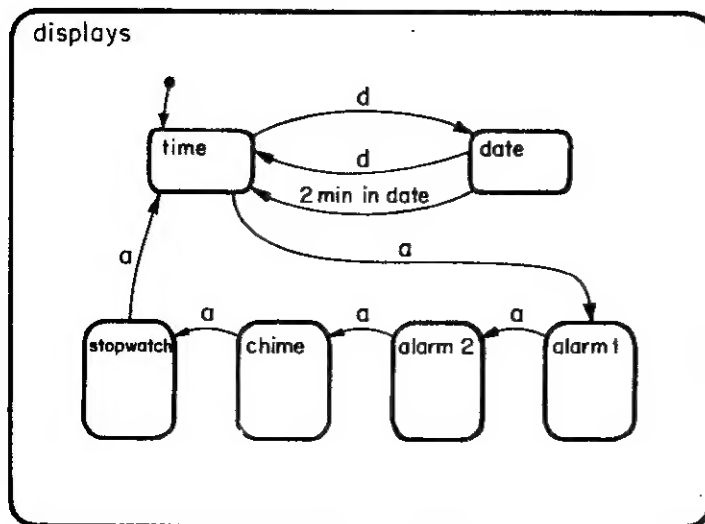 displays
d
time
date
d
2 min in date
a
a
a
a
a
stopwatch
chime
alarm 2
alarm 1